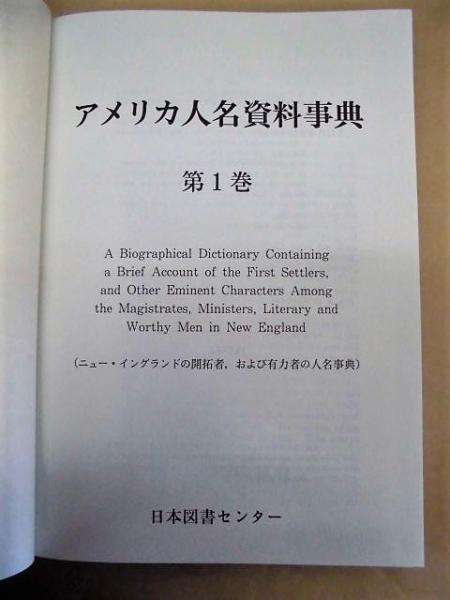 アメリカ人名資料事典
第1巻
A Biographical Dictionary Containing
a Brief Account of the First Settlers,
and Other Eminent Characters Among
the Magistrates, Ministers, Literary and
Worthy Men in New England
(ニュー・イングランドの開拓者，および有力者の人名事典)
日本図書センター